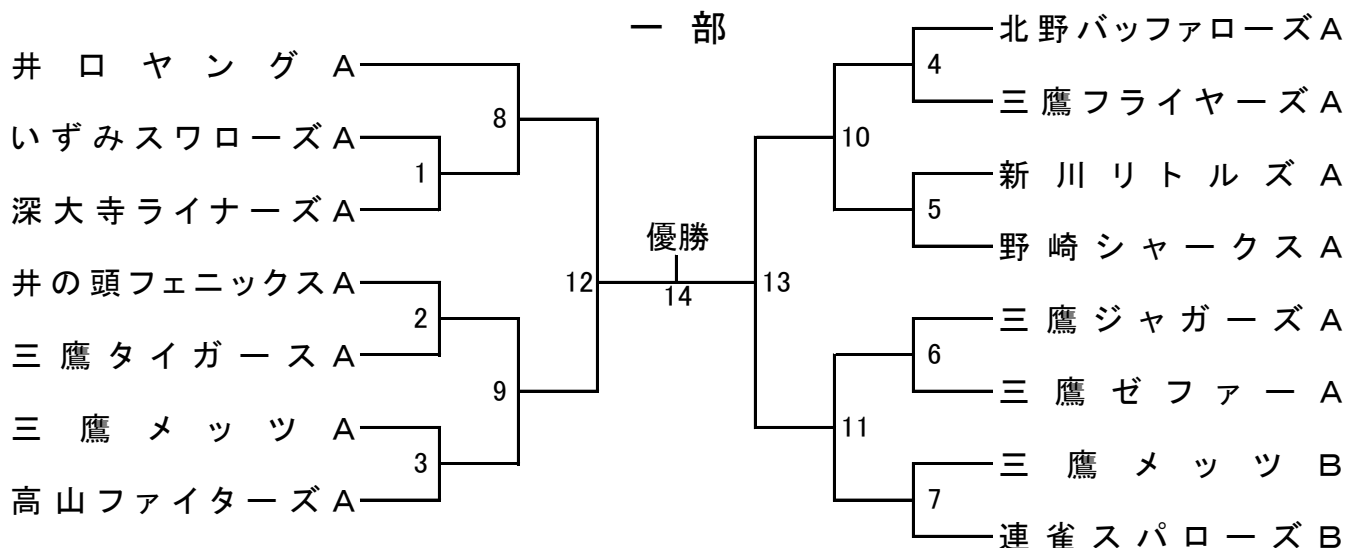 一部
井口ヤングA
いずみスワローズA
深大寺ライナーズA
井の頭フェニックスA
三鷹タイガースA
三鷹メッツA
高山ファイターズA
8
1
2
9
3
12
優勝
14
13
10
4
5
11
6
7
北野バッファローズA
三鷹フライヤーズA
新川リトルズA
野崎シャークスA
三鷹ジャガーズA
三鷹ゼファーA
三鷹メッツB
連雀スパローズB